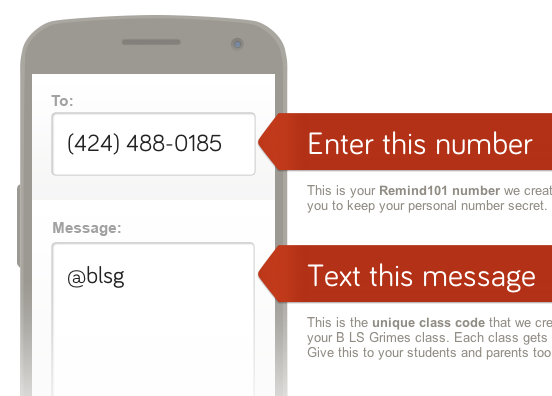 To:
(424) 488-0185
Enter this number
This is your Remind101 number we creat
you to keep your personal number secret.
Message:
@blsg
Text this message
This is the unique class code that we cre
your B LS Grimes class. Each class gets
Give this to your students and parents too